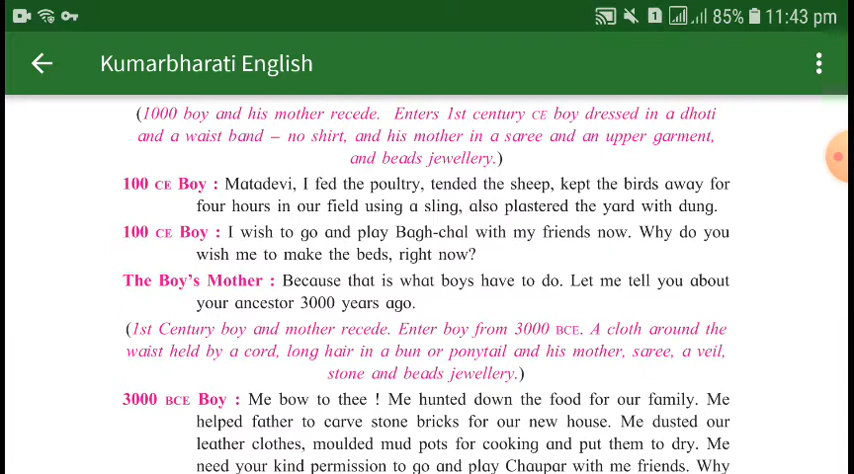 1 85% 11:43 pm
Kumarbharati English
(1000 boy and his mother recede. Enters 1st century CE boy dressed in a dhoti
and a waist band – no shirt, and his mother in a saree and an upper garment,
and beads jewellery.)
100 CE Boy : Matadevi, I fed the poultry, tended the sheep, kept the birds away for
four hours in our field using a sling, also plastered the yard with dung.
100 CE Boy : I wish to go and play Bagh-chal with my friends now. Why do you
wish me to make the beds, right now?
The Boy's Mother : Because that is what boys have to do. Let me tell you about
your ancestor 3000 years ago.
(1st Century boy and mother recede. Enter boy from 3000 BCE. A cloth around the
waist held by a cord, long hair in a bun or ponytail and his mother, saree, a veil,
stone and beads jewellery.)
3000 BCE Boy : Me bow to thee ! Me hunted down the food for our family. Me
helped father to carve stone bricks for our new house. Me dusted our
leather clothes, moulded mud pots for cooking and put them to dry. Me
need your kind permission to go and play Chaupar with me friends. Why